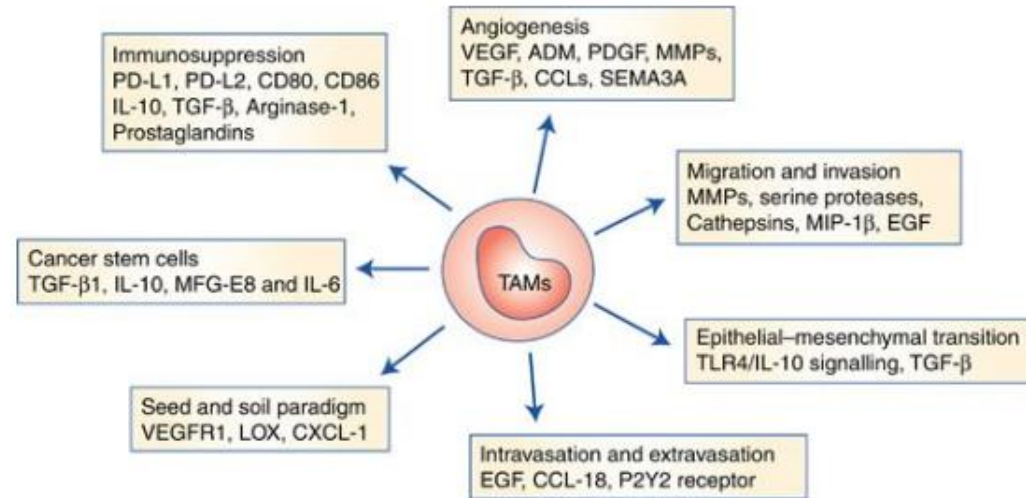 Angiogenesis
VEGF, ADM, PDGF, MMPs,
TGF-β, CCLs, SEMA3A
Immunosuppression
PD-L1, PD-L2, CD80, CD86
IL-10, TGF-β, Arginase-1,
Prostaglandins
Migration and invasion
MMPs, serine proteases,
Cathepsins, MIP-1β, EGF
Cancer stem cells
TGF-β1, IL-10, MFG-E8 and IL-6
TAMs
Epithelial–mesenchymal transition
TLR4/IL-10 signalling, TGF-β
Seed and soil paradigm
VEGFR1, LOX, CXCL-1
Intravasation and extravasation
EGF, CCL-18, P2Y2 receptor